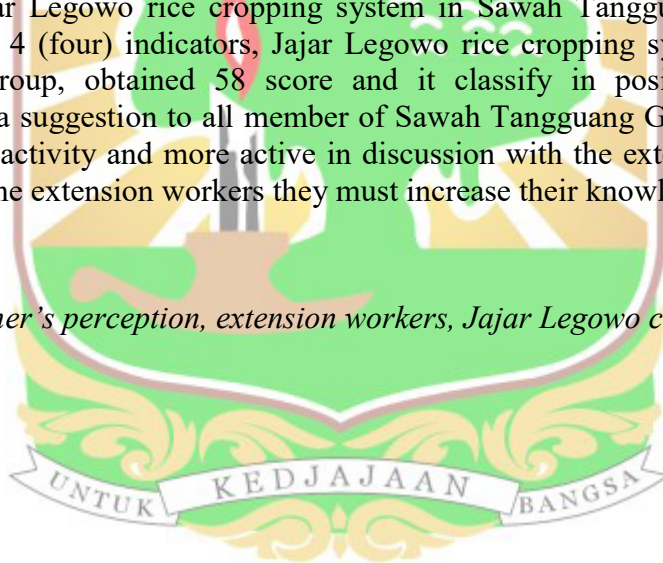 ar Legowo rice cropping system in Sawah Tanggu
4 (four) indicators, Jajar Legowo rice cropping sy
roup, obtained 58 score and it classify in posi
a suggestion to all member of Sawah Tangguang G
activity and more active in discussion with the ext
ne extension workers they must increase their knowl
ner’s perception, extension workers, Jajar Legowo c
UNTUK KEDJAJAAN BANGSA